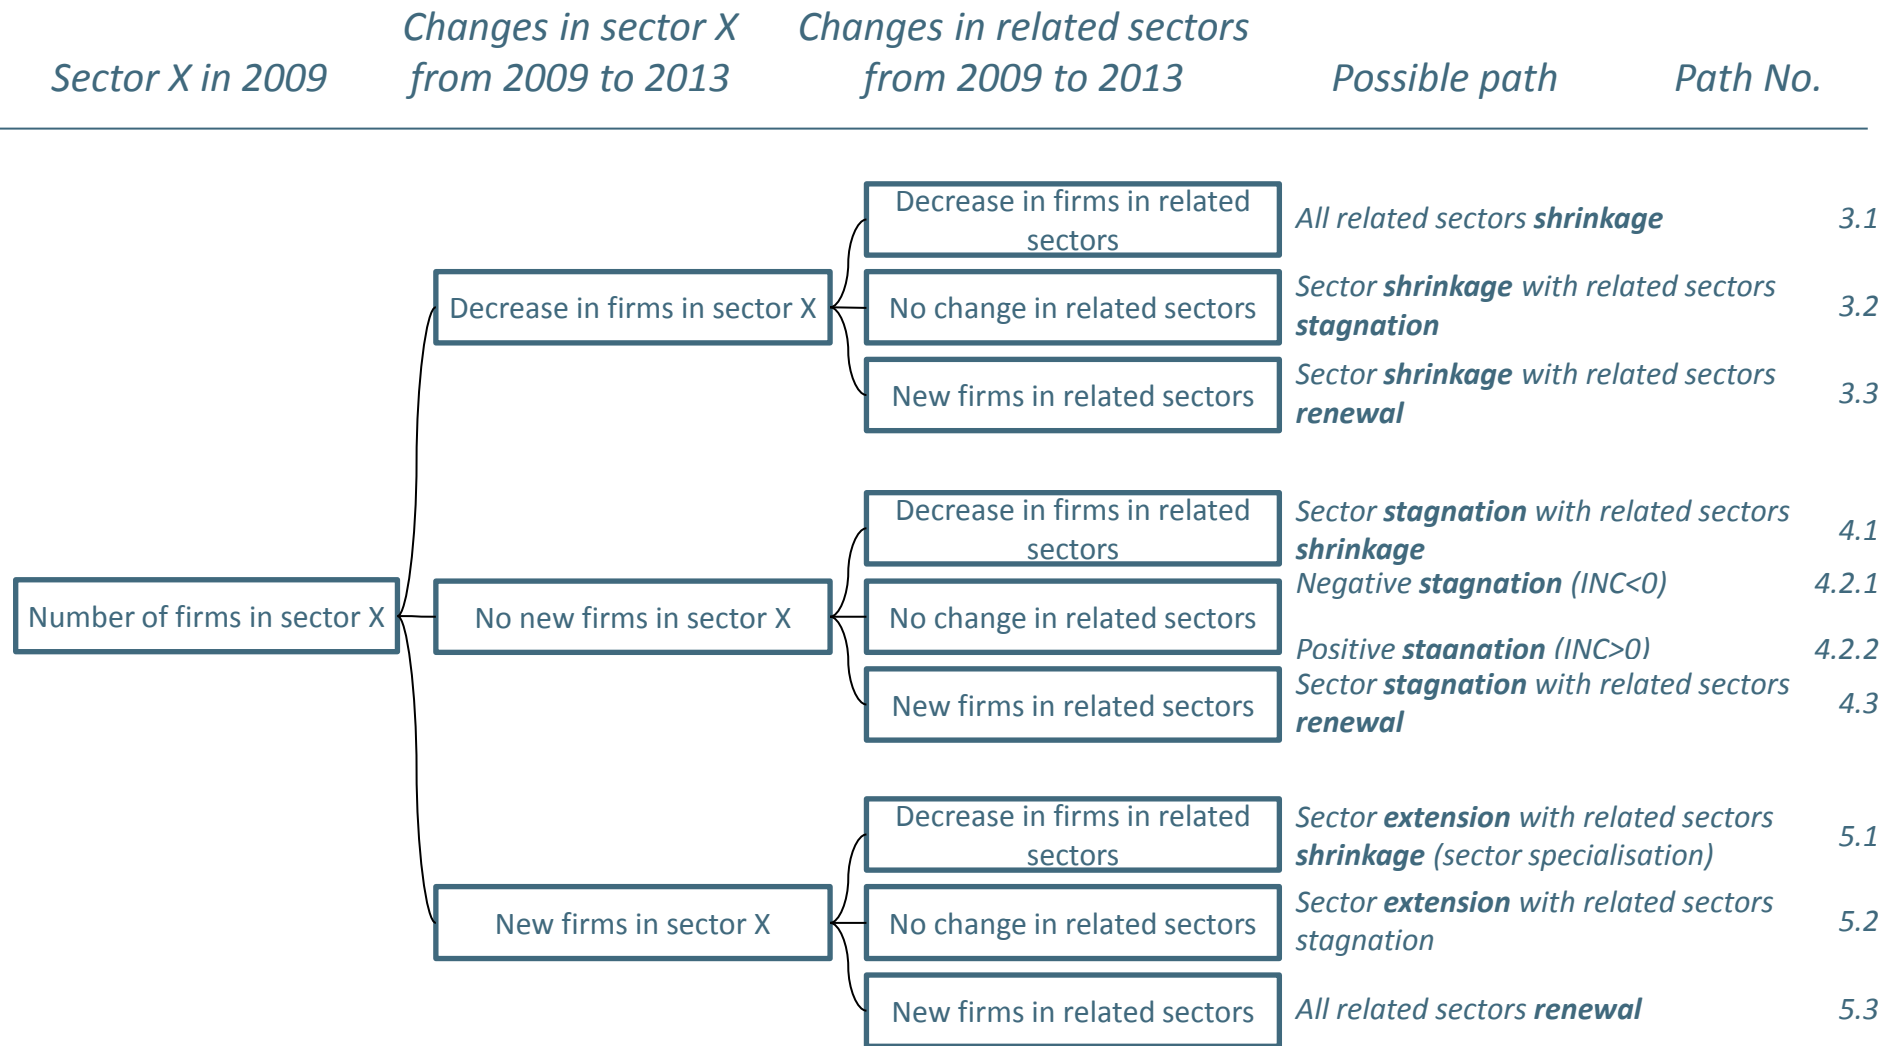 Sector X in 2009
Changes in sector X
from 2009 to 2013
Changes in related sectors
from 2009 to 2013
Possible path
Path No.
Decrease in firms in related
sectors
All related sectors shrinkage
3.1
Decrease in firms in sector X
No change in related sectors
Sector shrinkage with related sectors
stagnation
3.2
New firms in related sectors
Sector shrinkage with related sectors
renewal
3.3
Decrease in firms in related
sectors
Sector stagnation with related sectors
shrinkage
4.1
Number of firms in sector X
No new firms in sector X
No change in related sectors
Negative stagnation (INC<0)
4.2.1
Positive stagnation (INC>0)
4.2.2
New firms in related sectors
Sector stagnation with related sectors
renewal
4.3
Decrease in firms in related
sectors
Sector extension with related sectors
shrinkage (sector specialisation)
5.1
New firms in sector X
No change in related sectors
Sector extension with related sectors
stagnation
5.2
New firms in related sectors
All related sectors renewal
5.3